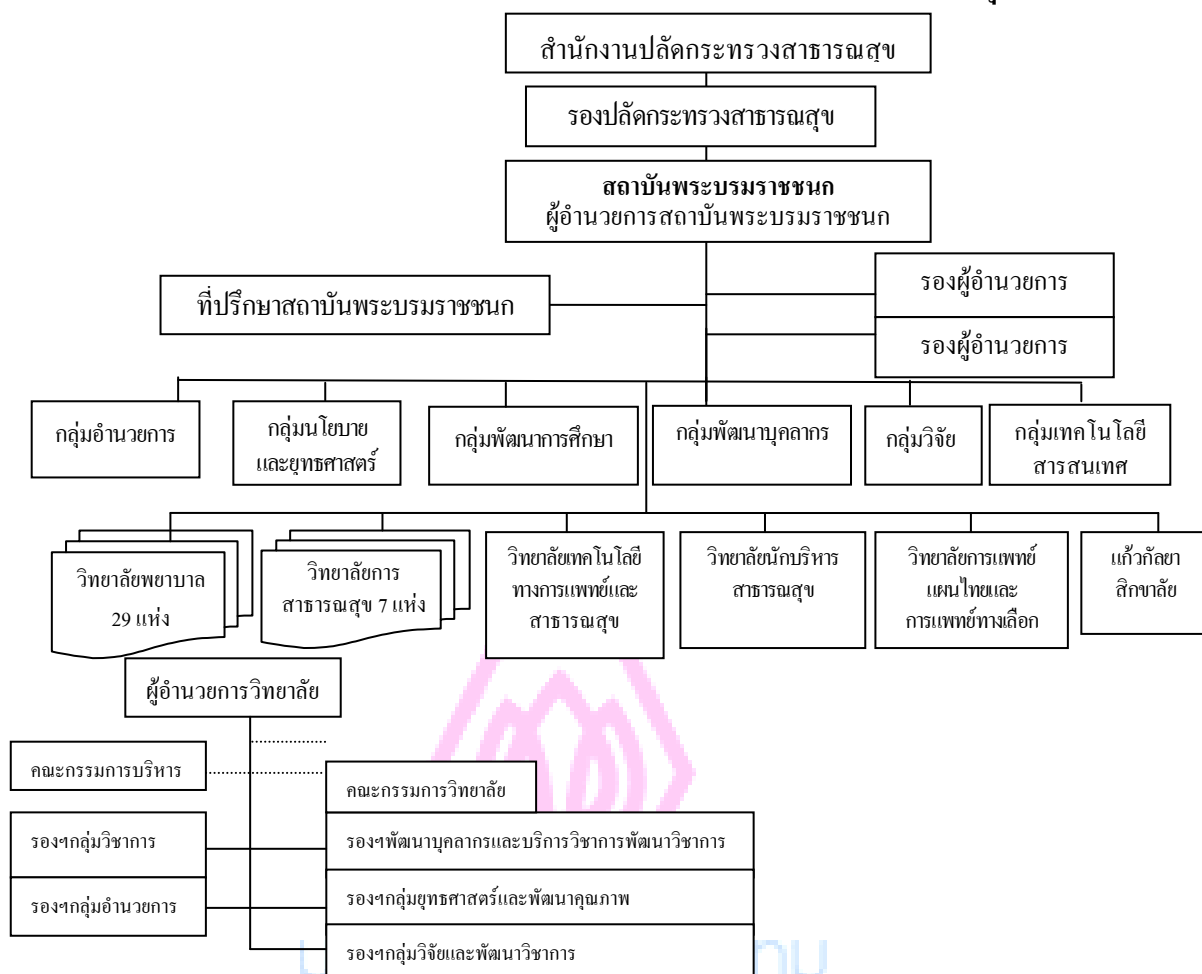 สำนักงานปลัดกระทรวงสาธารณสุข
รองปลัดกระทรวงสาธารณสุข
สถาบันพระบรมราชชนก
ผู้อำนวยการสถาบันพระบรมราชชนก
ที่ปรึกษาสถาบันพระบรมราชชนก
รองผู้อำนวยการ
รองผู้อำนวยการ
กลุ่มอำนวยการ
กลุ่มนโยบาย
และยุทธศาสตร์
กลุ่มพัฒนาการศึกษา
กลุ่มพัฒนาบุคลากร
กลุ่มวิจัย
กลุ่มเทคโนโลยี
สารสนเทศ
วิทยาลัยพยาบาล
29 แห่ง
วิทยาลัยการ
สาธารณสุข 7 แห่ง
วิทยาลัยเทคโนโลยี
ทางการแพทย์และ
สาธารณสุข
วิทยาลัยนักบริหาร
สาธารณสุข
วิทยาลัยการแพทย์
แผนไทยและ
การแพทย์ทางเลือก
แก้วกัลยา
สิกขาลัย
ผู้อำนวยการวิทยาลัย
คณะกรรมการบริหาร
คณะกรรมการวิทยาลัย
รองฯกลุ่มวิชาการ
รองฯพัฒนาบุคลากรและบริการวิชาการพัฒนาวิชาการ
รองฯกลุ่มอำนวยการ
รองฯกลุ่มยุทธศาสตร์และพัฒนาคุณภาพ
รองฯกลุ่มวิจัยและพัฒนาวิชาการ